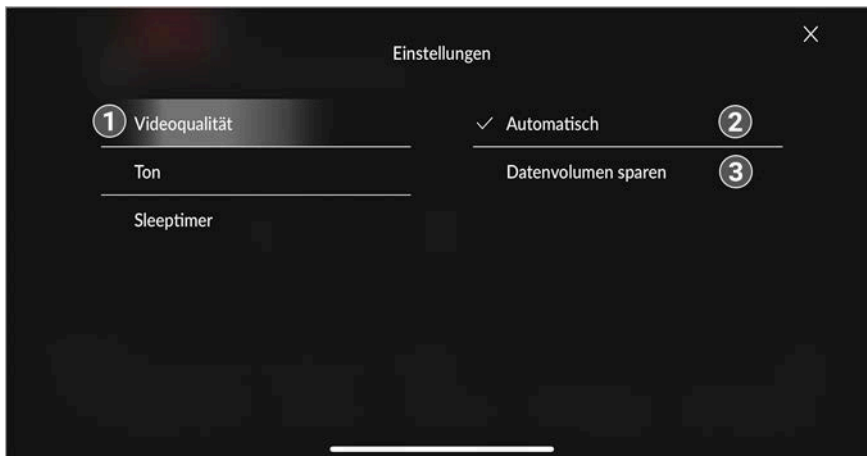 Einstellungen
1 Videoqualität
Ton
Sleeptimer
✓ Automatisch 2
Datenvolumen sparen 3